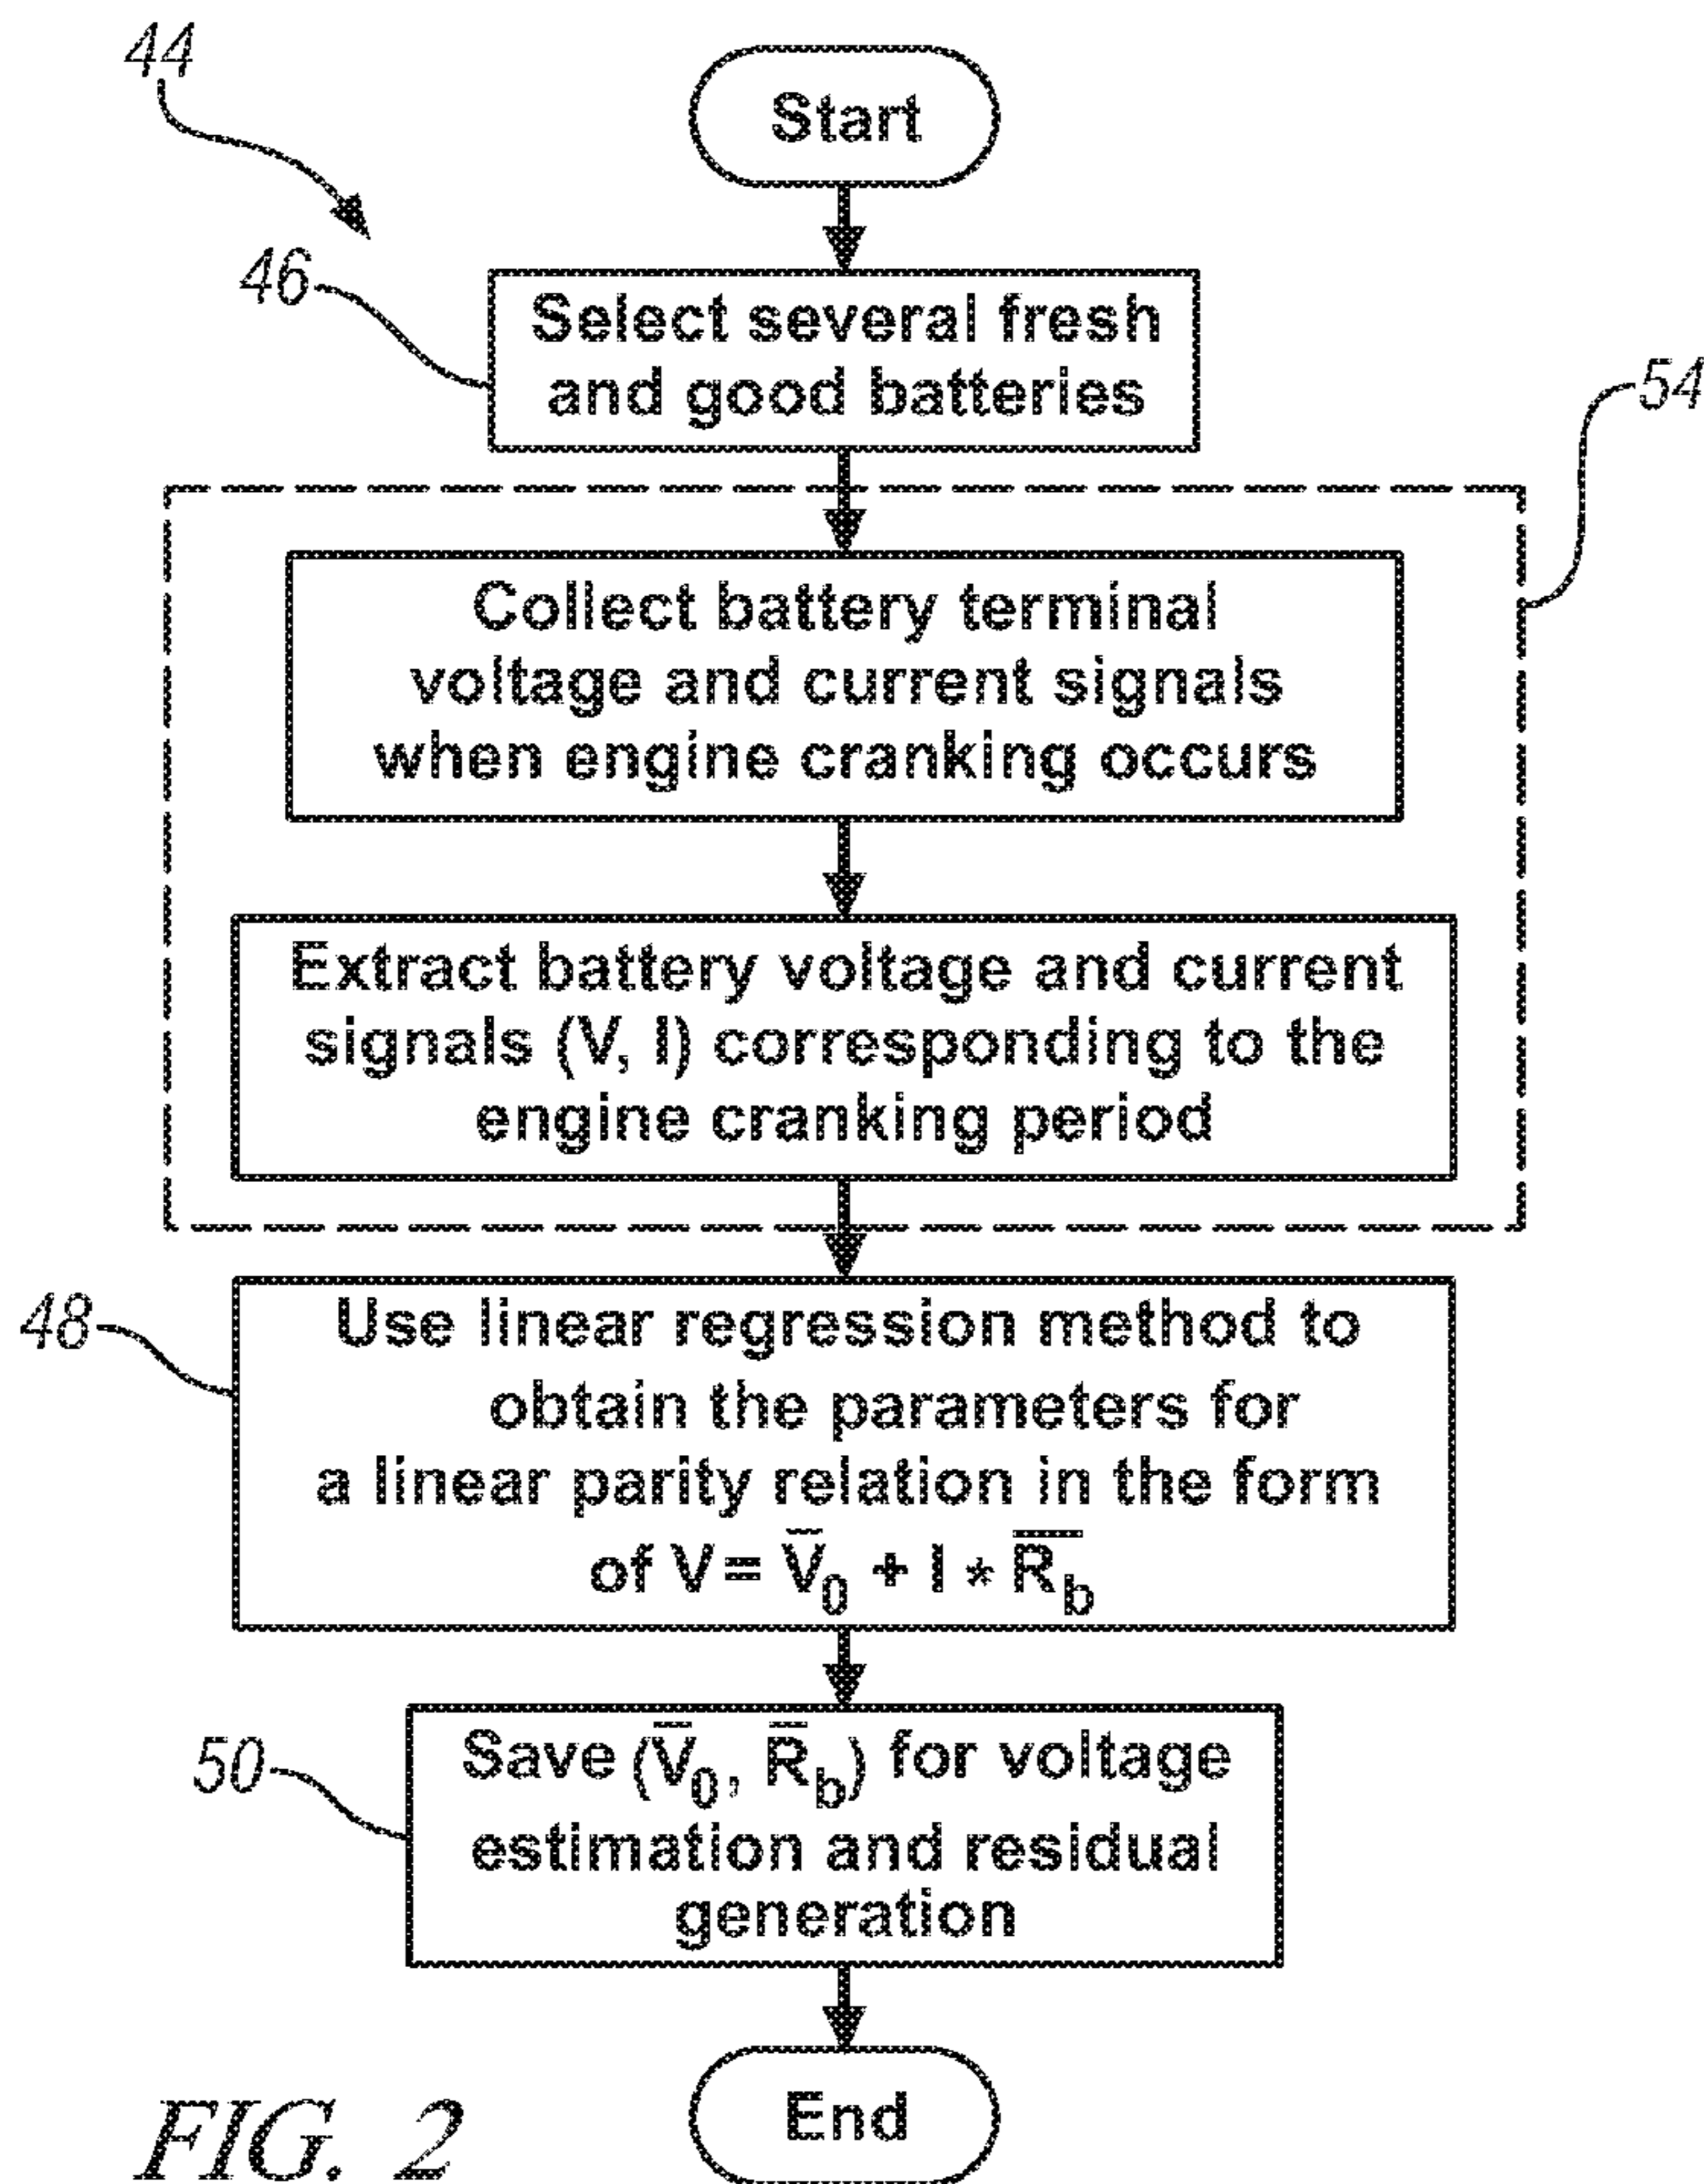 44
Start
46
Select several fresh
and good batteries
54
Collect battery terminal
voltage and current signals
when engine cranking occurs
Extract battery voltage and current
signals (V, I) corresponding to the
engine cranking period
48
Use linear regression method to
obtain the parameters for
a linear parity relation in the form
of V = V̄₀ + I * R̄_b
50
Save (V̄₀, R̄_b) for voltage
estimation and residual
generation
End
FIG. 2